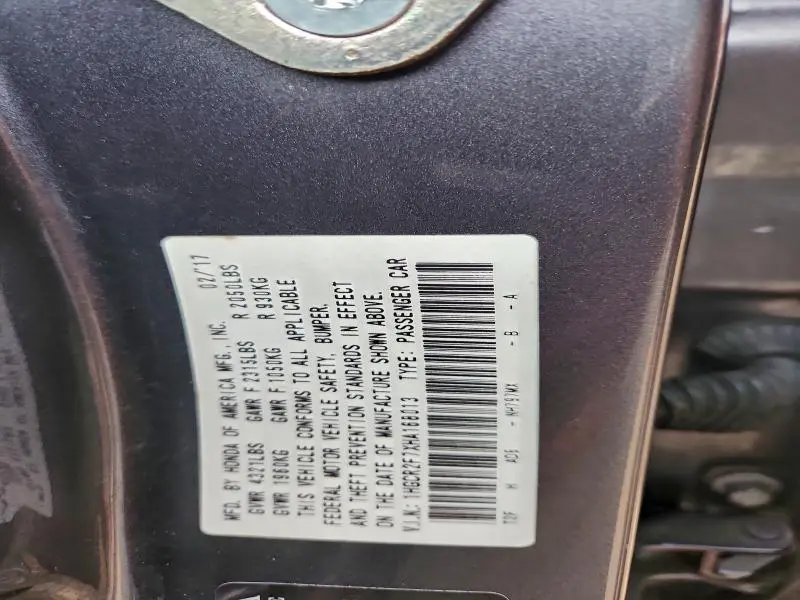 MFD. BY HONDA OF AMERICA MFG., INC. 02/'17
GVWR 4321LBS GAWR F 2315LBS R 2050LBS
GVWR 1960KG GAWR F 1050KG R 930KG
THIS VEHICLE CONFORMS TO ALL APPLICABLE
FEDERAL MOTOR VEHICLE SAFETY, BUMPER,
AND THEFT PREVENTION STANDARDS IN EFFECT
ON THE DATE OF MANUFACTURE SHOWN ABOVE.
V.I.N.: 1HGCR2F7XHA168013 TYPE: PASSENGER CAR
T2F H AD5 - NH797MX - B - A